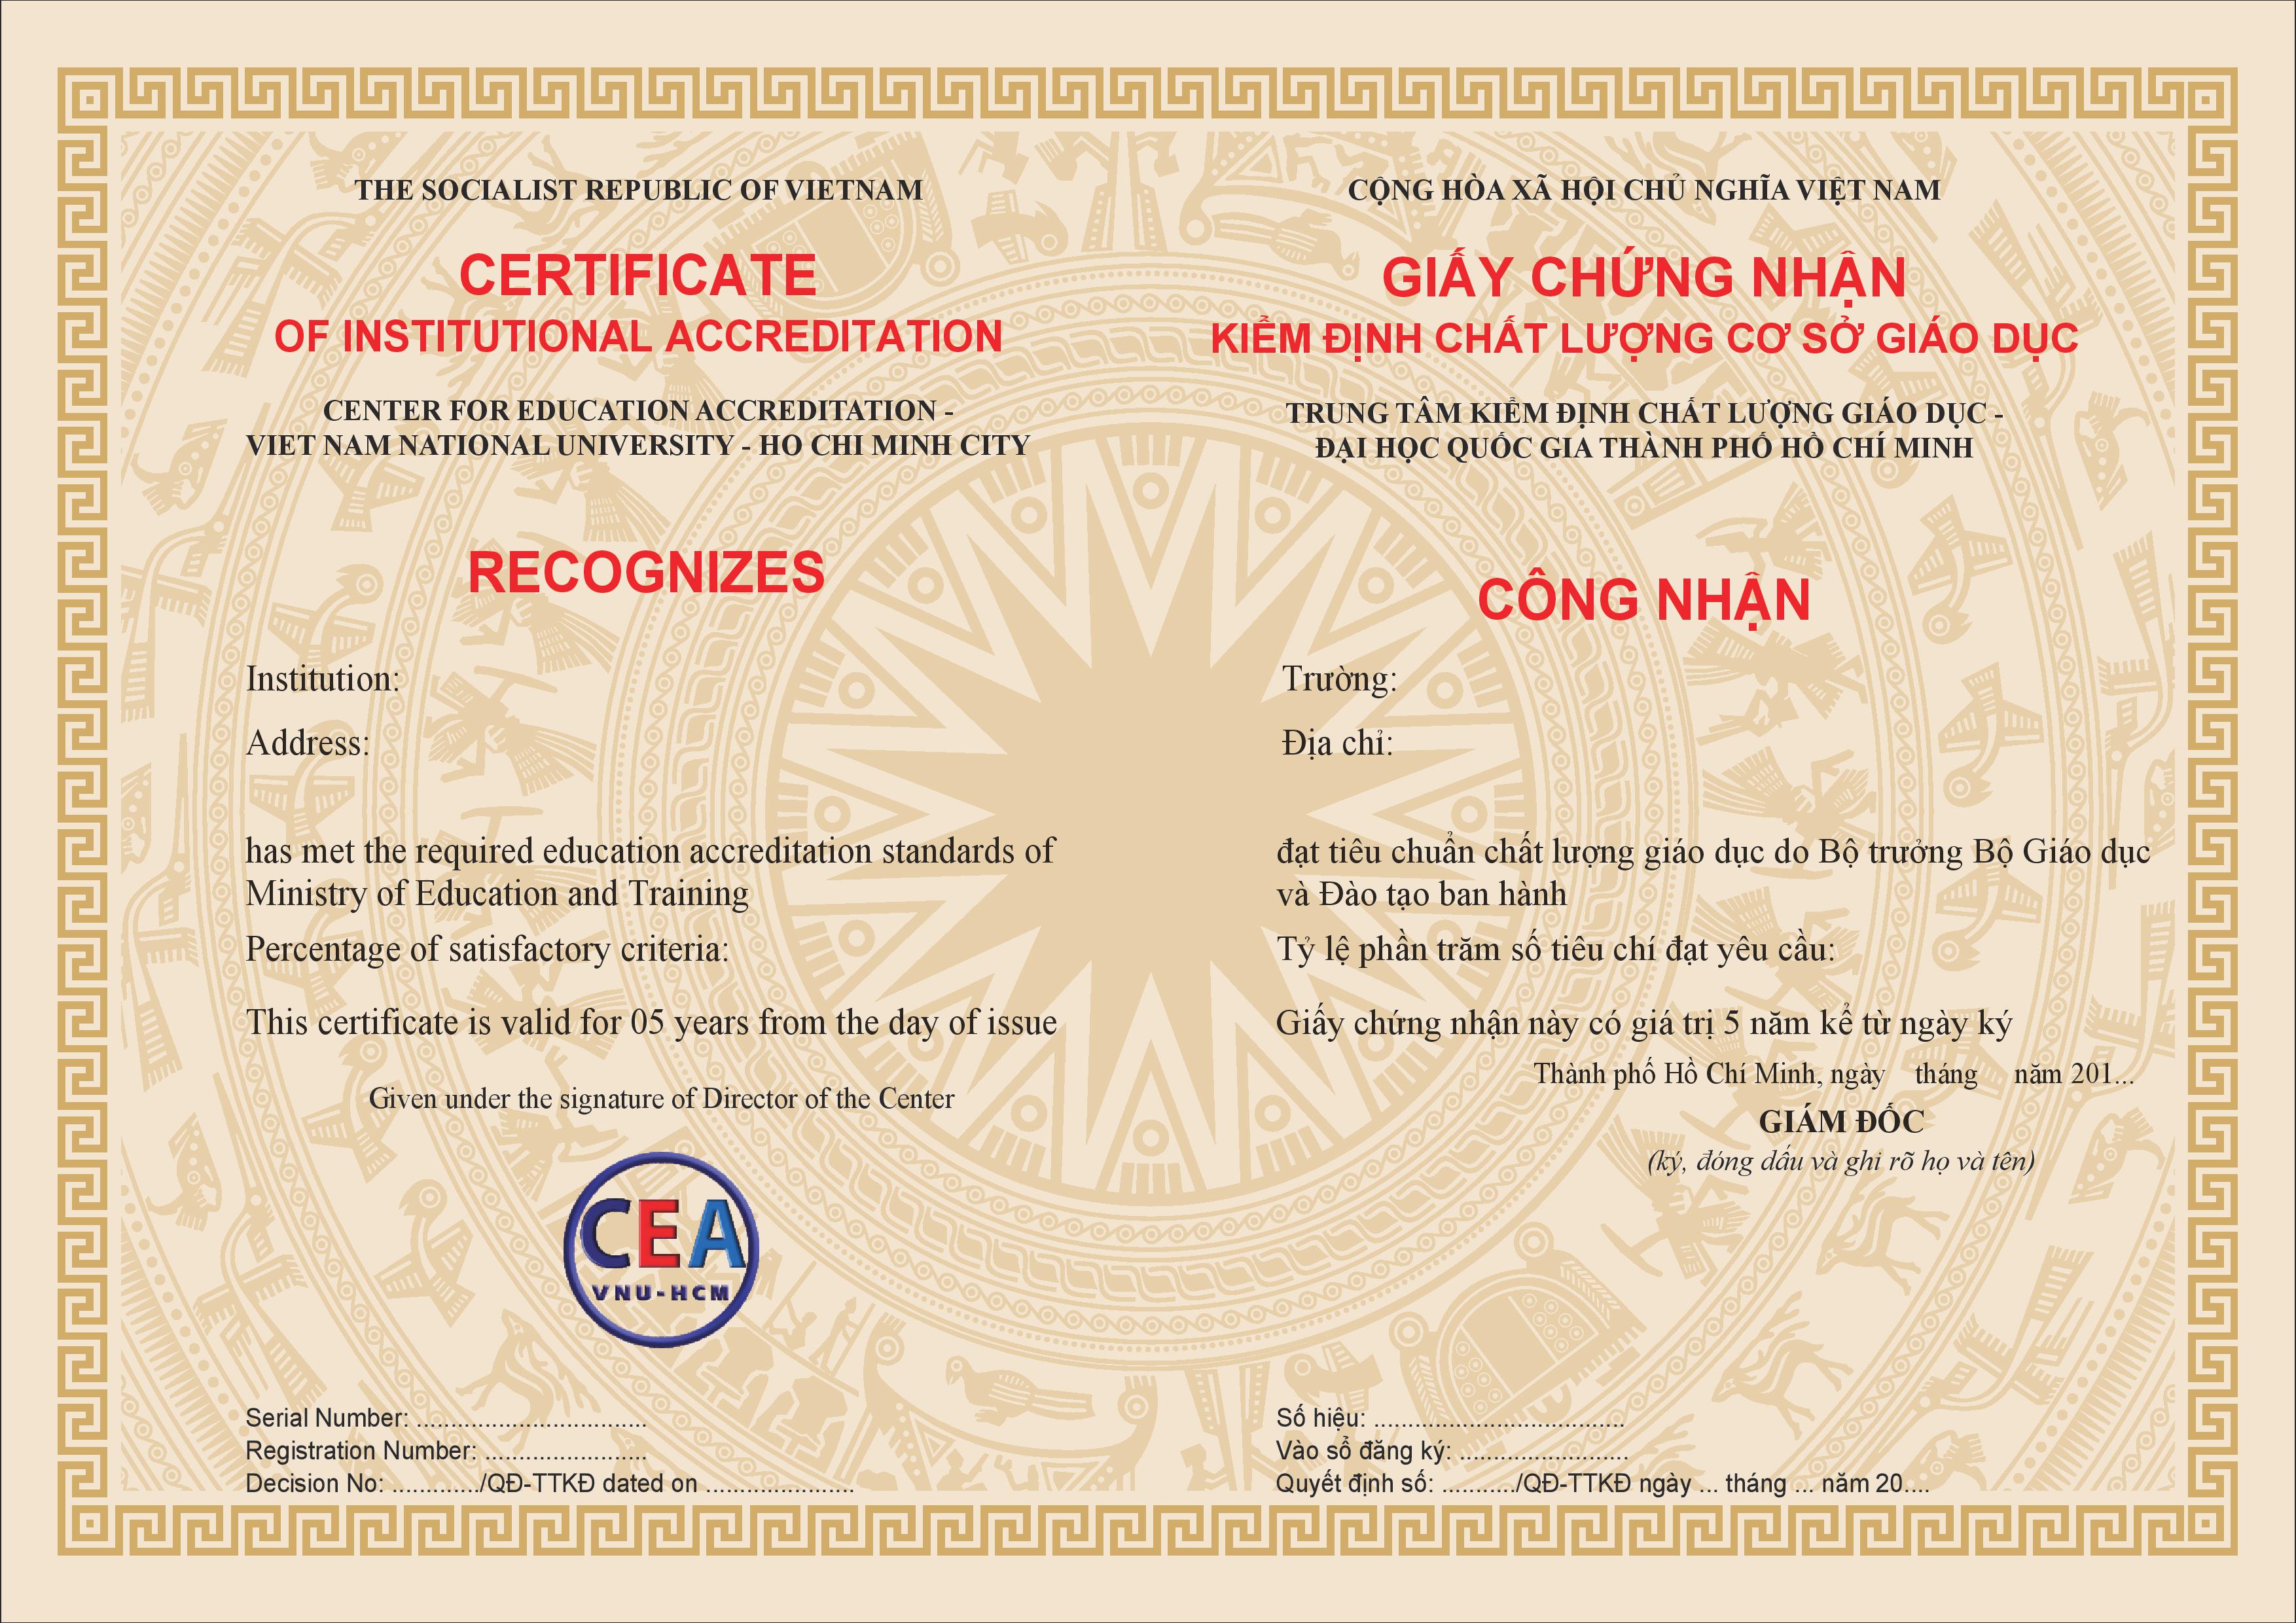 THE SOCIALIST REPUBLIC OF VIETNAM
CERTIFICATE
OF INSTITUTIONAL ACCREDITATION
CENTER FOR EDUCATION ACCREDITATION -
VIET NAM NATIONAL UNIVERSITY - HO CHI MINH CITY
RECOGNIZES
Institution:
Address:
has met the required education accreditation standards of
Ministry of Education and Training
Percentage of satisfactory criteria:
This certificate is valid for 05 years from the day of issue
Given under the signature of Director of the Center
CEA
VNU-HCM
Serial Number: ..................................
Registration Number: ........................
Decision No: ............./QĐ-TTKĐ dated on ......................
CỘNG HÒA XÃ HỘI CHỦ NGHĨA VIỆT NAM
GIẤY CHỨNG NHẬN
KIỂM ĐỊNH CHẤT LƯỢNG CƠ SỞ GIÁO DỤC
TRUNG TÂM KIỂM ĐỊNH CHẤT LƯỢNG GIÁO DỤC -
ĐẠI HỌC QUỐC GIA THÀNH PHỐ HỒ CHÍ MINH
CÔNG NHẬN
Trường:
Địa chỉ:
đạt tiêu chuẩn chất lượng giáo dục do Bộ trưởng Bộ Giáo dục
và Đào tạo ban hành
Tỷ lệ phần trăm số tiêu chí đạt yêu cầu:
Giấy chứng nhận này có giá trị 5 năm kể từ ngày ký
Thành phố Hồ Chí Minh, ngày tháng năm 201...
GIÁM ĐỐC
(ký, đóng dấu và ghi rõ họ và tên)
Số hiệu: .....................................
Vào sổ đăng ký: .........................
Quyết định số: .........../QĐ-TTKĐ ngày ... tháng ... năm 20....